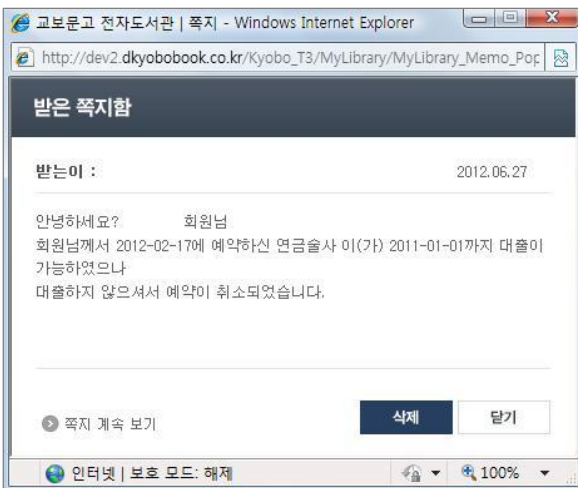 교보문고 전자도서관 | 쪽지 - Windows Internet Explorer
http://dev2.dkyobobook.co.kr/Kyobo_T3/MyLibrary/MyLibrary_Memo_Pop
받은 쪽지함
받는이 :
2012.06.27
안녕하세요? 회원님
회원님께서 2012-02-17에 예약하신 연금술사 이(가) 2011-01-01까지 대출이
가능하였으나
대출하지 않으셔서 예약이 취소되었습니다.
쪽지 계속 보기
삭제
닫기
인터넷 | 보호 모드: 해제
100%